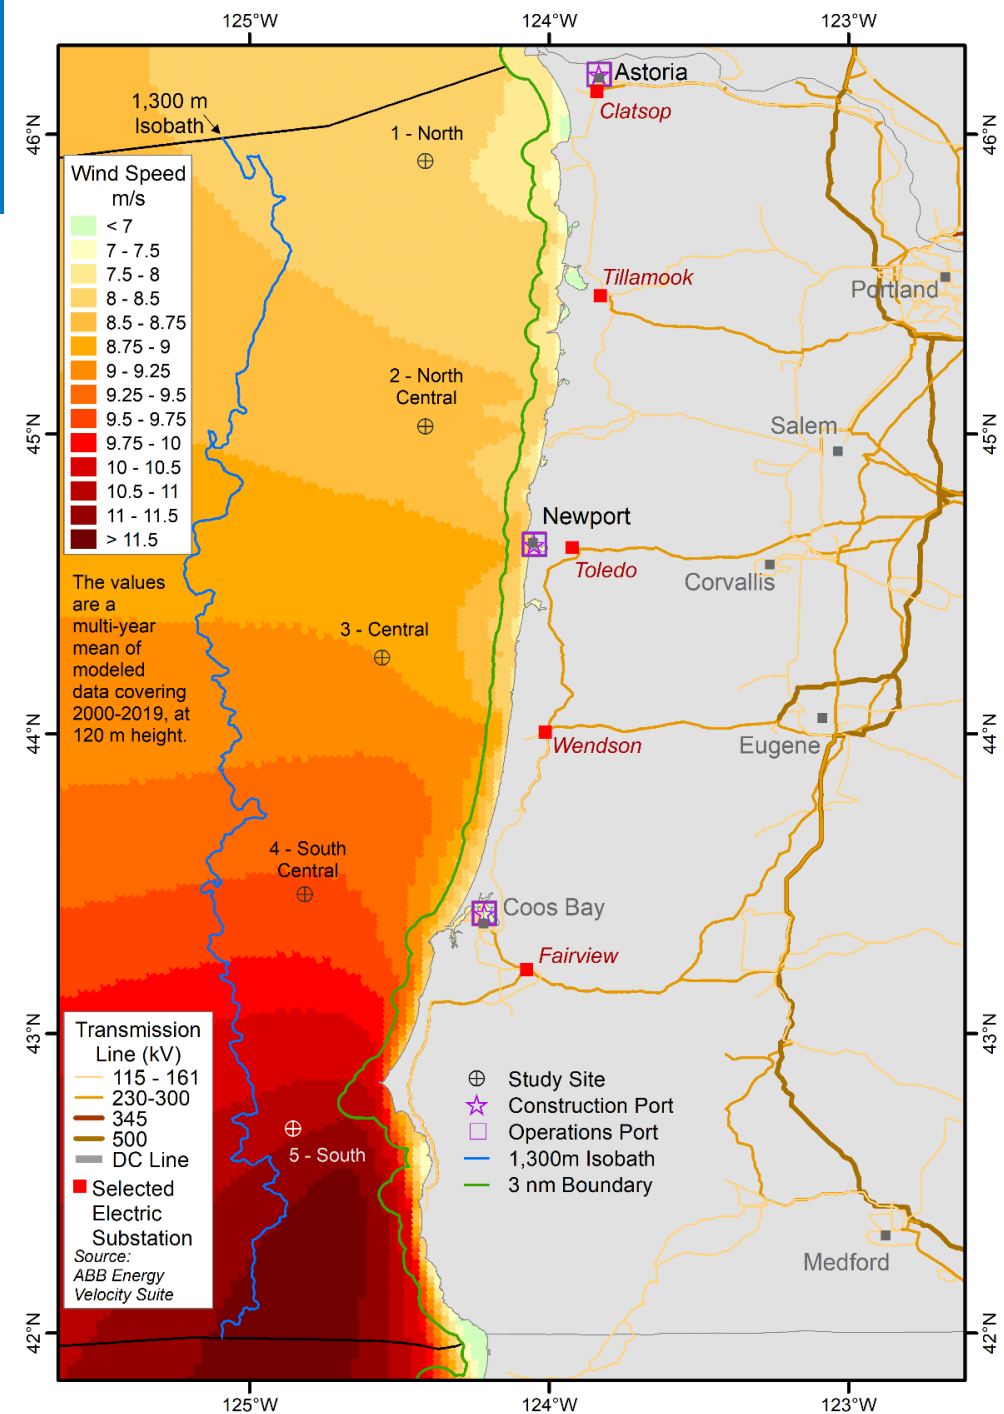 125°W
124°W
123°W
46°N
45°N
44°N
43°N
42°N
46°N
45°N
44°N
43°N
42°N
1,300 m
Isobath
1 - North
Astoria
Clatsop
Wind Speed
m/s
< 7
7 - 7.5
7.5 - 8
8 - 8.5
8.5 - 8.75
8.75 - 9
9 - 9.25
9.25 - 9.5
9.5 - 9.75
9.75 - 10
10 - 10.5
10.5 - 11
11 - 11.5
> 11.5
Tillamook
Portland
2 - North
Central
Salem
Newport
Toledo
Corvallis
The values
are a
multi-year
mean of
modeled
data covering
2000-2019, at
120 m height.
3 - Central
Wendson
Eugene
4 - South
Central
Coos Bay
Fairview
Transmission
Line (kV)
115 - 161
230-300
345
500
DC Line
Selected
Electric
Substation
Source:
ABB Energy
Velocity Suite
5 - South
Study Site
Construction Port
Operations Port
1,300m Isobath
3 nm Boundary
Medford
125°W
124°W
123°W